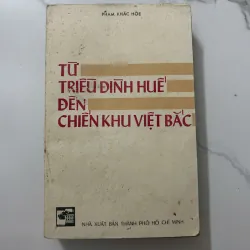 PHẠM KHẮC HÒE
TỪ
TRIỀU ĐÌNH HUẾ
ĐẾN
CHIẾN KHU VIỆT BẮC
NHÀ XUẤT BẢN THÀNH PHỐ HỒ CHÍ MINH